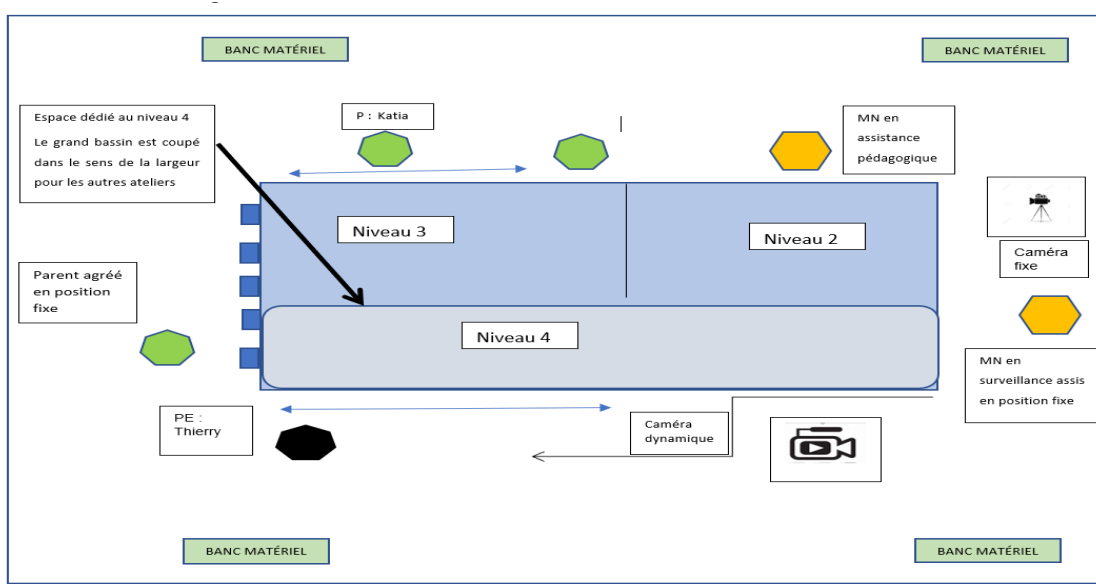 BANC MATÉRIEL
BANC MATÉRIEL
Espace dédié au niveau 4
Le grand bassin est coupé
dans le sens de la largeur
pour les autres ateliers
P : Katia
MN en
assistance
pédagogique
Niveau 3
Niveau 2
Caméra
fixe
Parent agréé
en position
fixe
Niveau 4
MN en
surveillance assis
en position fixe
PE :
Thierry
Caméra
dynamique
BANC MATÉRIEL
BANC MATÉRIEL